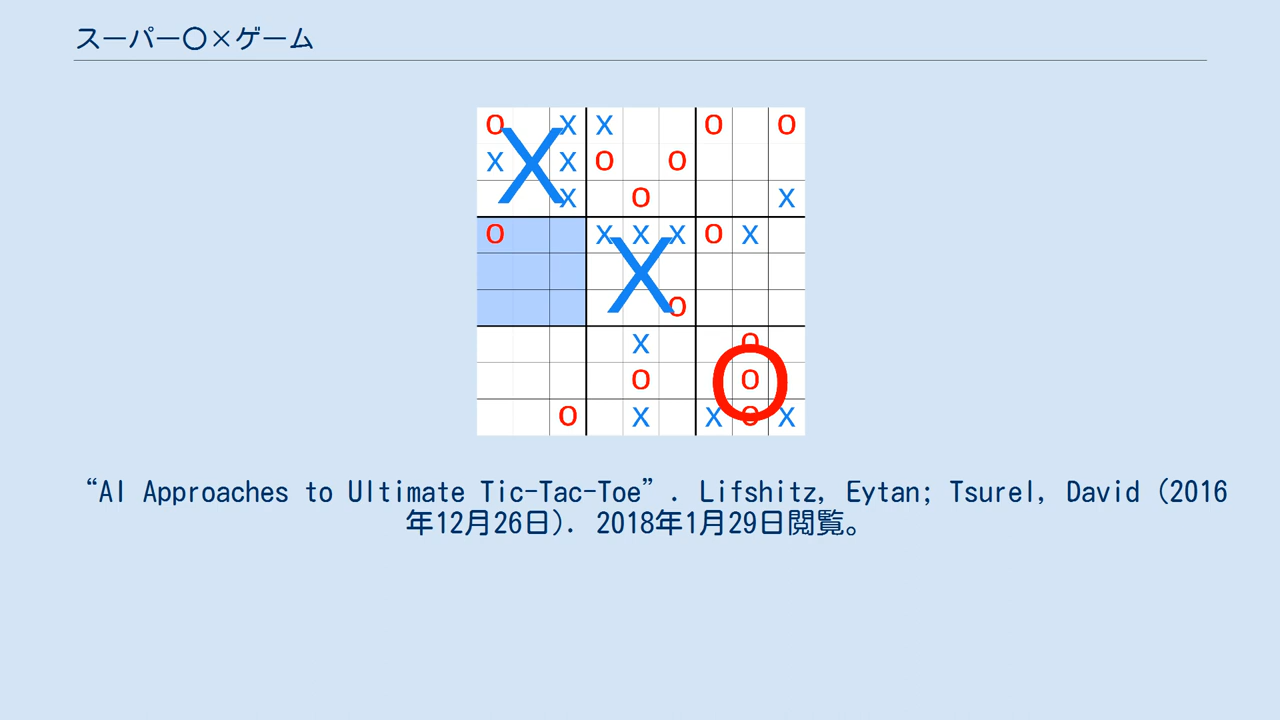 スーパー〇×ゲーム
O X X O O
X X O O
X O X
O X X X O X
O
X O
O O
O X X O X
X X O
“AI Approaches to Ultimate Tic-Tac-Toe”. Lifshitz, Eytan; Tsurel, David (2016
年12月26日). 2018年1月29日閲覧。